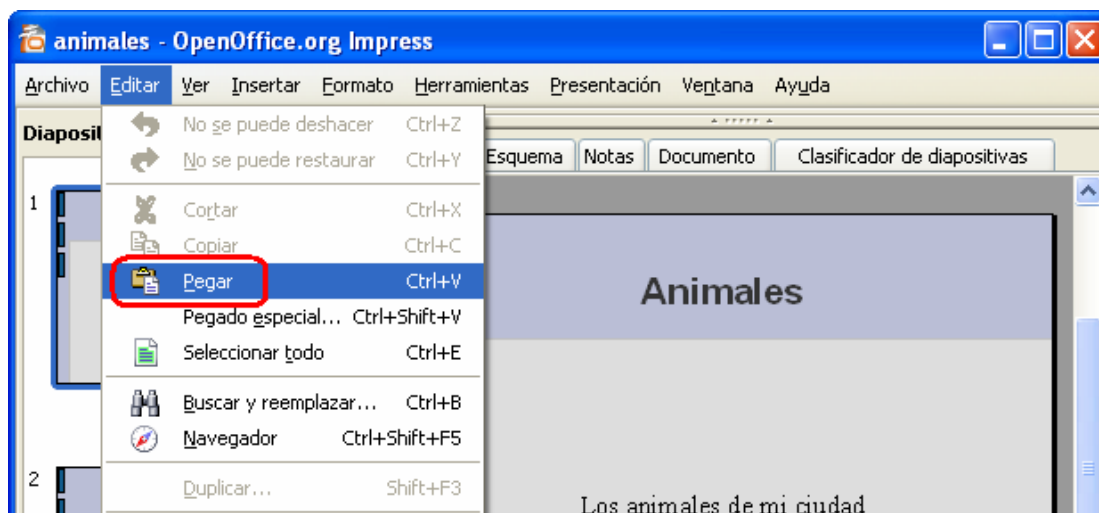 animales - OpenOffice.org Impress
Archivo Editar Ver Insertar Formato Herramientas Presentación Ventana Ayuda
Diaposit
No se puede deshacer Ctrl+Z
No se puede restaurar Ctrl+Y
Esquema Notas Documento Clasificador de diapositivas
1
Cortar Ctrl+X
Copiar Ctrl+C
Pegar Ctrl+V
Animales
Pegado especial... Ctrl+Shift+V
Seleccionar todo Ctrl+E
Buscar y reemplazar... Ctrl+B
Navegador Ctrl+Shift+F5
2
Duplicar... Shift+F3
Los animales de mi ciudad